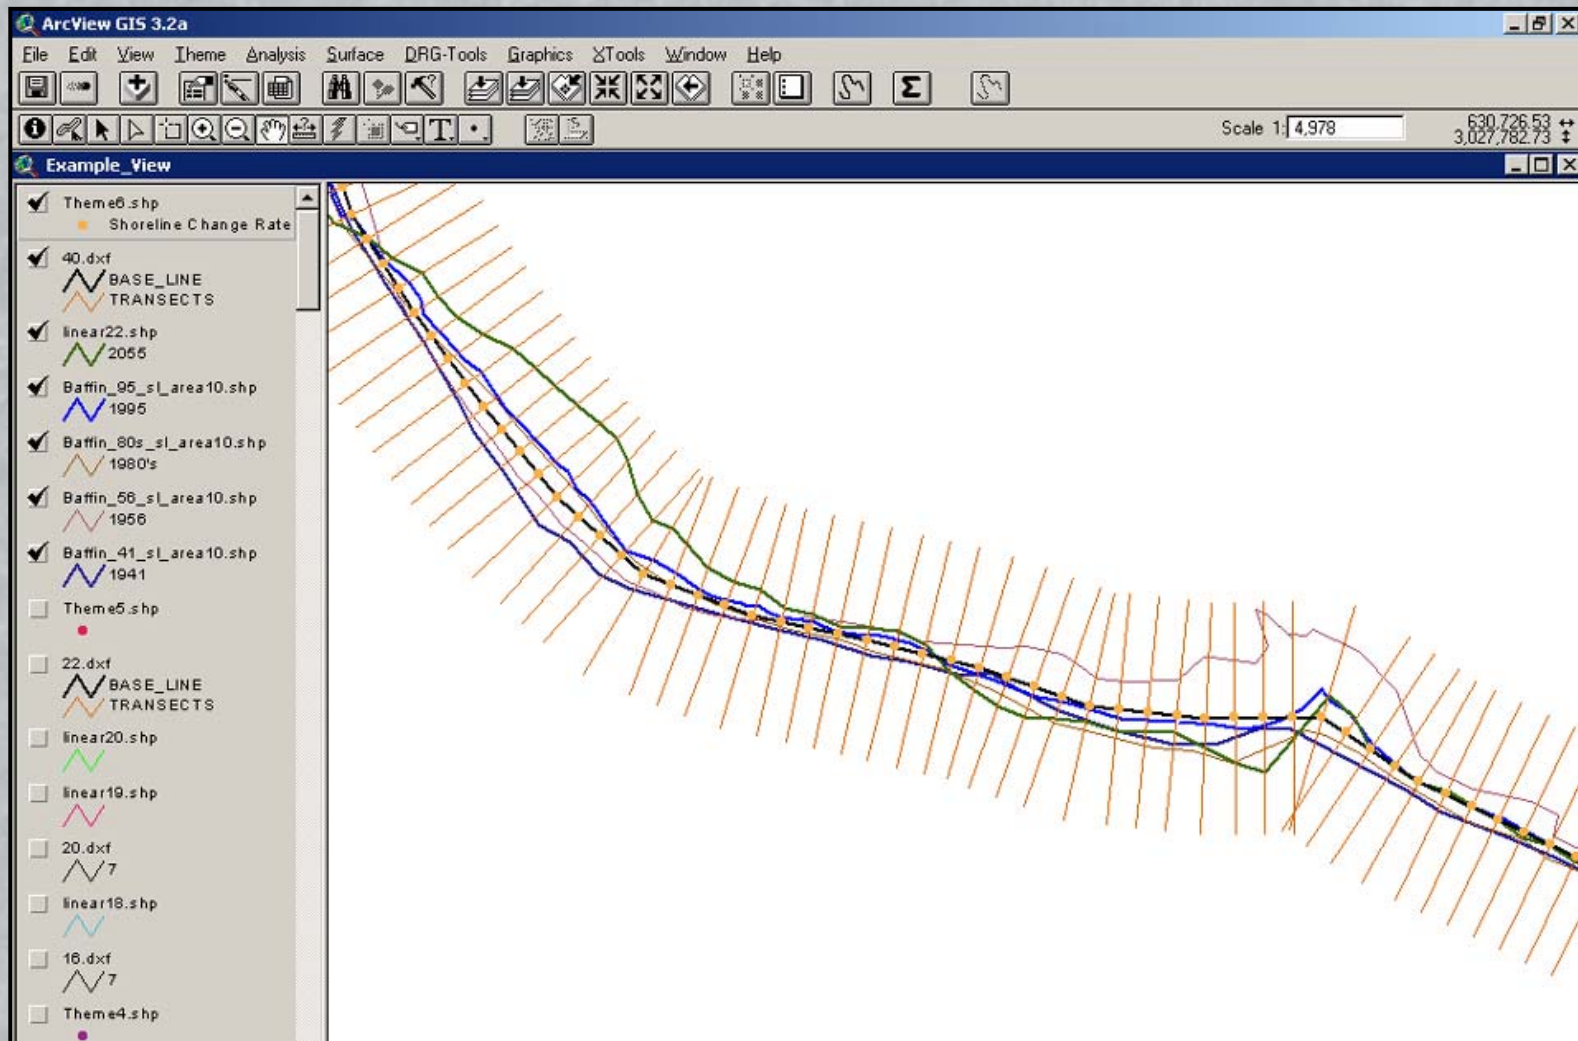 ArcView GIS 3.2a
File Edit View Theme Analysis Surface DRG-Tools Graphics XTools Window Help
Scale 1: 4,978
630,726.53
3,027,782.73
Example_View
Theme6.shp
Shoreline Change Rate
40.dxf
BASE_LINE
TRANSECTS
linear22.shp
2055
Baffin_95_sl_area10.shp
1995
Baffin_80s_sl_area10.shp
1980's
Baffin_56_sl_area10.shp
1956
Baffin_41_sl_area10.shp
1941
Theme5.shp
22.dxf
BASE_LINE
TRANSECTS
linear20.shp
linear19.shp
20.dxf
7
linear18.shp
16.dxf
7
Theme4.shp